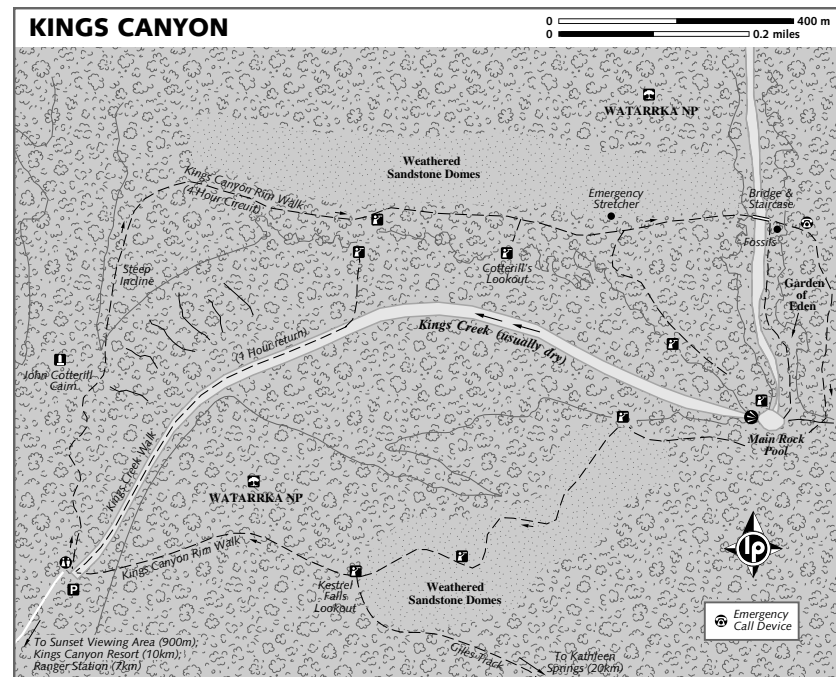 KINGS CANYON
0 400 m
0 0.2 miles
WATARRKA NP
Weathered
Sandstone Domes
Kings Canyon Rim Walk
(4 Hour Circuit)
Emergency
Stretcher
Bridge &
Staircase
Fossils
Cotterill's
Lookout
Steep
Incline
Garden
of
Eden
Kings Creek (usually dry)
(1 Hour return)
John Cotterill
Cairn
Main Rock
Pool
Kings Creek Walk
WATARRKA NP
Kings Canyon Rim Walk
Kestrel
Falls
Lookout
Weathered
Sandstone Domes
P
lp
Emergency
Call Device
To Sunset Viewing Area (900m);
Kings Canyon Resort (10km);
Ranger Station (7km)
Giles Track
To Kathleen
Springs (20km)